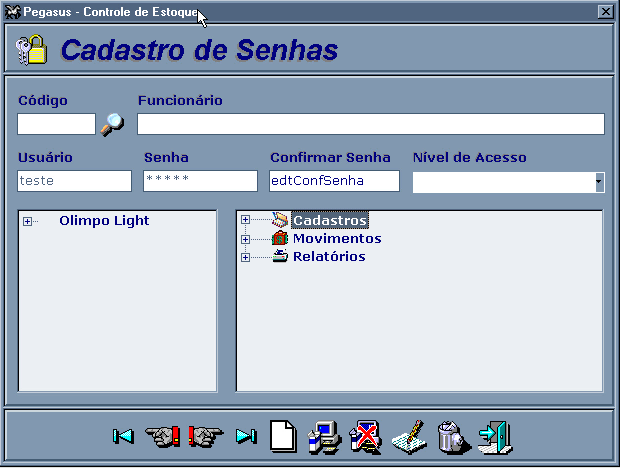 Pegasus - Controle de Estoque
Cadastro de Senhas
Código Funcionário
Usuário Senha Confirmar Senha Nível de Acesso
teste ***** edtConfSenha
Olimpo Light Cadastros
Movimentos
Relatórios